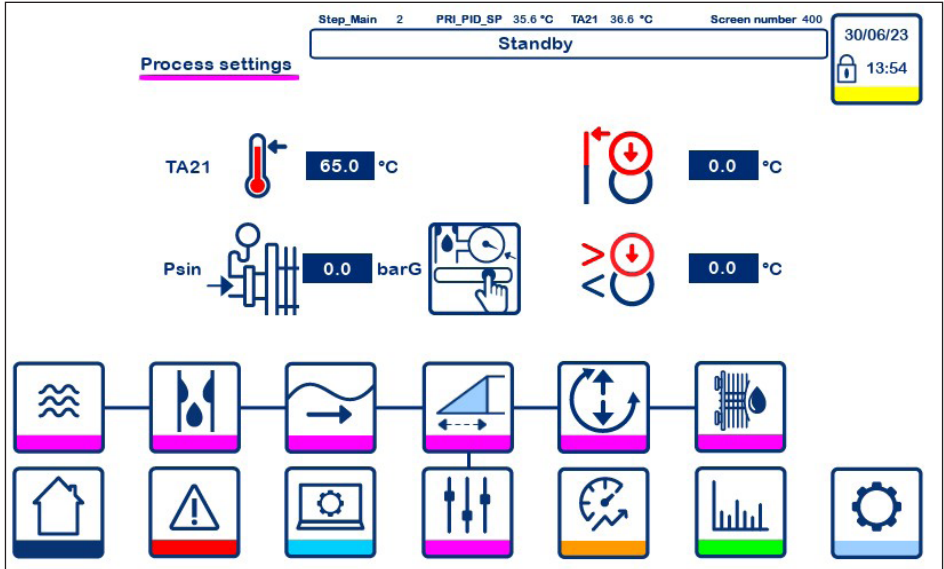 Step_Main 2 PRI_PID_SP 35.6 °C TA21 36.6 °C Screen number 400
Standby
30/06/23
13:54
Process settings
TA21 65.0 °C
0.0 °C
Psin 0.0 barG
0.0 °C